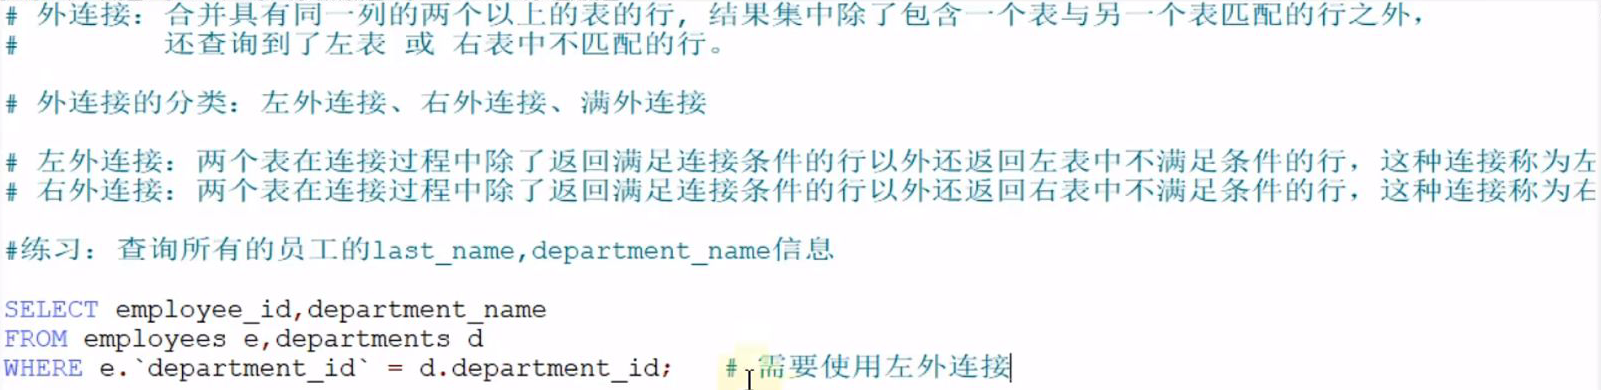 # 外连接：合并具有同一列的两个以上的表的行, 结果集中除了包含一个表与另一个表匹配的行之外，
# 还查询到了左表 或 右表中不匹配的行。
# 外连接的分类：左外连接、右外连接、满外连接
# 左外连接：两个表在连接过程中除了返回满足连接条件的行以外还返回左表中不满足条件的行，这种连接称为左
# 右外连接：两个表在连接过程中除了返回满足连接条件的行以外还返回右表中不满足条件的行，这种连接称为右
#练习：查询所有的员工的last_name,department_name信息
SELECT employee_id,department_name
FROM employees e,departments d
WHERE e.`department_id` = d.department_id; # 需要使用左外连接